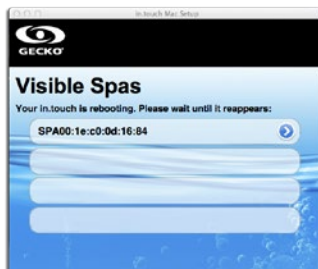 in.touch Mac Setup
GECKO
Visible Spas
Your in.touch is rebooting. Please wait until it reappears:
SPA00:1e:c0:0d:16:84